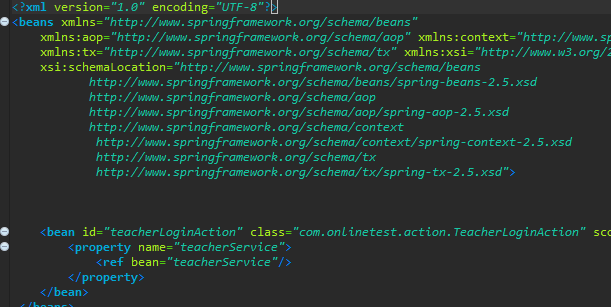 <?xml version="1.0" encoding="UTF-8"?>
<beans xmlns="http://www.springframework.org/schema/beans"
xmlns:aop="http://www.springframework.org/schema/aop" xmlns:context="http://www.sp
xmlns:tx="http://www.springframework.org/schema/tx" xmlns:xsi="http://www.w3.org/2
xsi:schemaLocation="http://www.springframework.org/schema/beans
http://www.springframework.org/schema/beans/spring-beans-2.5.xsd
http://www.springframework.org/schema/aop
http://www.springframework.org/schema/aop/spring-aop-2.5.xsd
http://www.springframework.org/schema/context
http://www.springframework.org/schema/context/spring-context-2.5.xsd
http://www.springframework.org/schema/tx
http://www.springframework.org/schema/tx/spring-tx-2.5.xsd">
<bean id="teacherLoginAction" class="com.onlinetest.action.TeacherLoginAction" sco
<property name="teacherService">
<ref bean="teacherService"/>
</property>
</bean>
</beans>